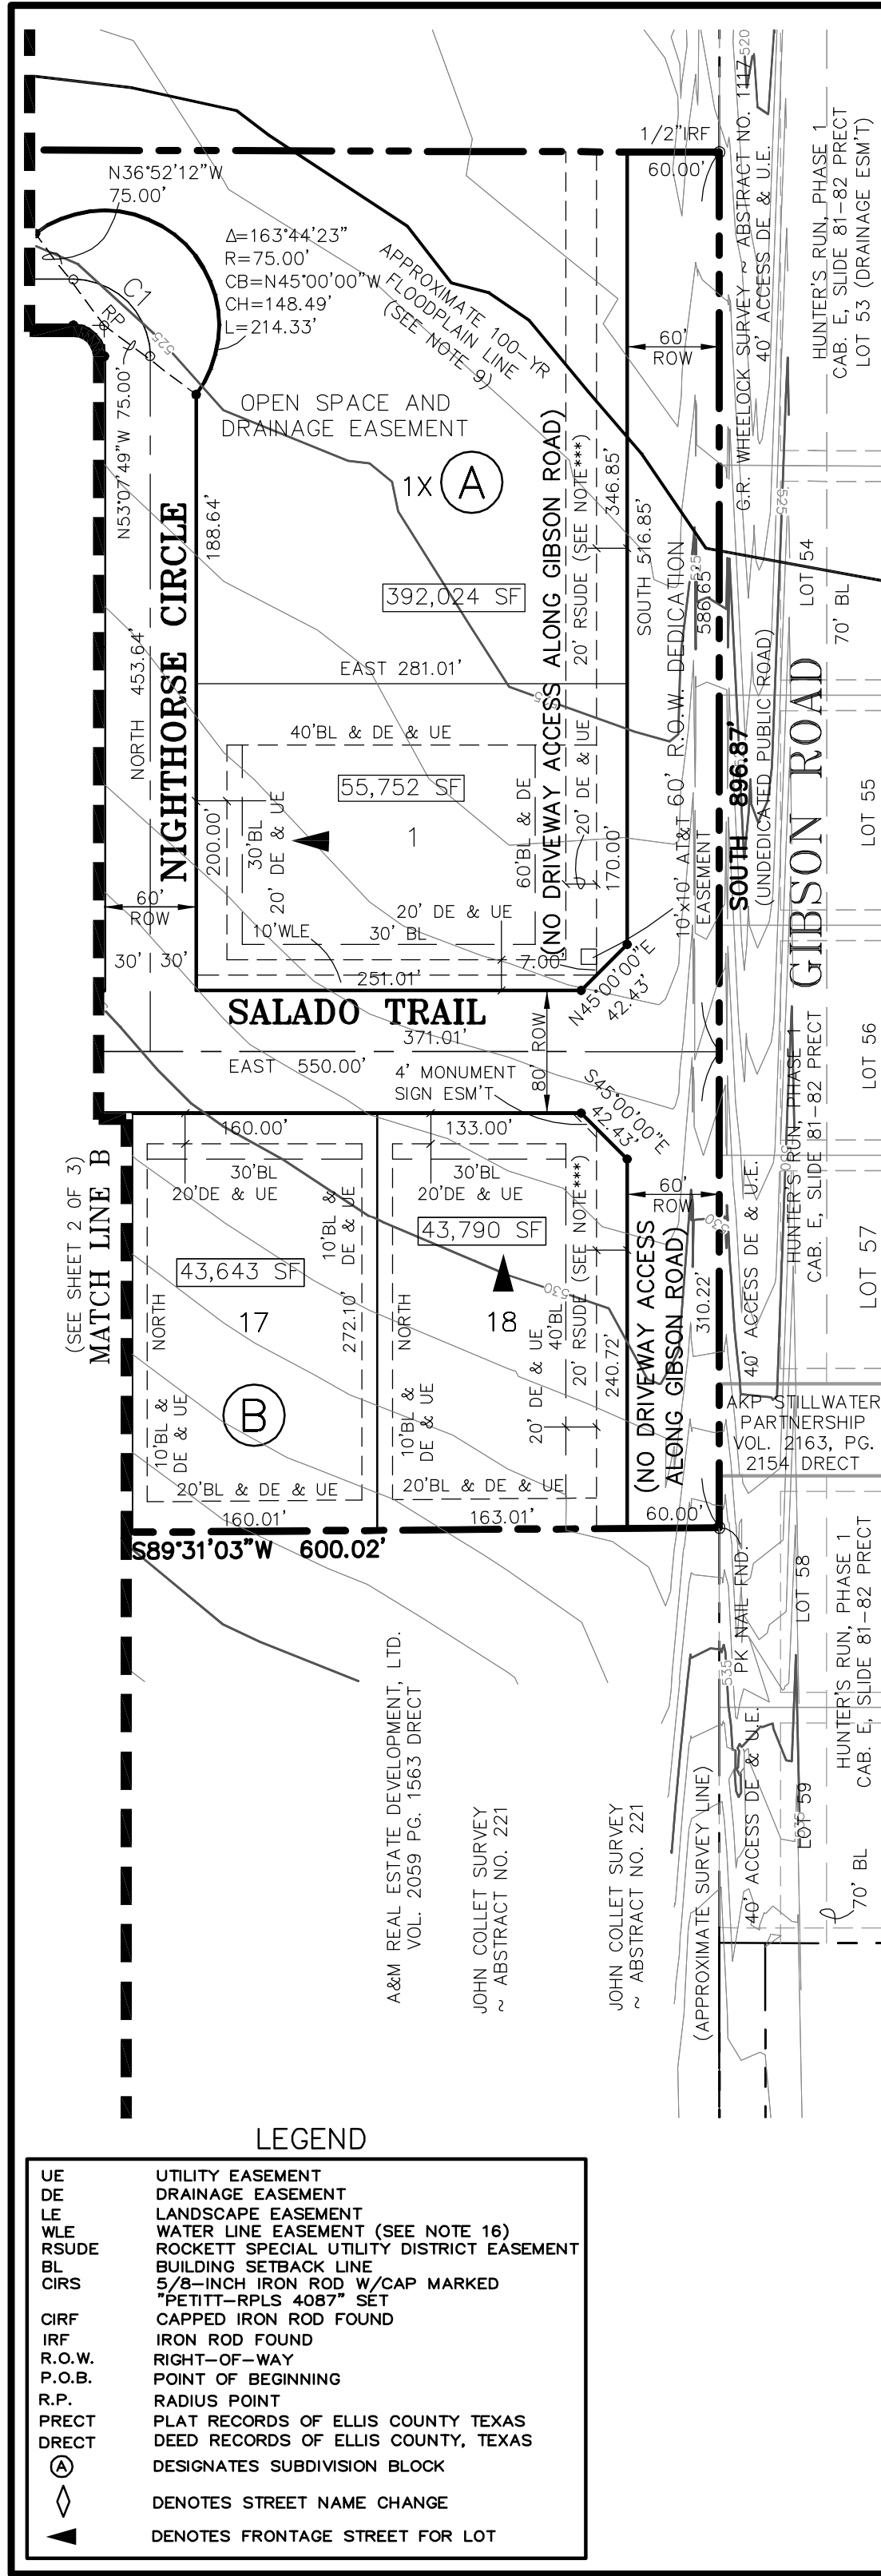 1/2"IRF
60.00'
N36°52'12"W
75.00'
Δ=163°44'23"
R=75.00'
CB=N45°00'00"W
CH=148.49'
L=214.33'
C1
RP
525
520
APPROXIMATE 100-YR
FLOODPLAIN LINE
(SEE NOTE 9)
60'
ROW
G.R. WHEELOCK SURVEY ~ ABSTRACT NO. 1117
40' ACCESS DE & U.E.
HUNTER'S RUN, PHASE 1
CAB. E, SLIDE 81-82 PRECT
LOT 53 (DRAINAGE ESM'T)
N53°07'49"W 75.00'
OPEN SPACE AND
DRAINAGE EASEMENT
1X
A
188.64'
NIGHTHORSE CIRCLE
392,024 SF
(NO DRIVEWAY ACCESS ALONG GIBSON ROAD)
20' RSUDE (SEE NOTE***)
346.85'
SOUTH 516.85'
60' R.O.W. DEDICATION
586.65'
525
525
LOT 54
70' BL
EAST 281.01'
NORTH 453.64'
40'BL & DE & UE
55,752 SF
1
200.00'
30'BL
20' DE & UE
60'BL & DE
20' DE & UE
170.00'
10'x10' AT&T
EASEMENT
SOUTH 896.87'
(UNDEDICATED PUBLIC ROAD)
GIBSON ROAD
LOT 55
60'
ROW
30'
30'
20' DE & UE
30' BL
10'WLE
7.00'
251.01'
N45°00'00"E
42.43'
SALADO TRAIL
371.01'
EAST 550.00'
80' ROW
4' MONUMENT
SIGN ESM'T
S45°00'00"E
42.43'
HUNTER'S RUN, PHASE 1
CAB. E, SLIDE 81-82 PRECT
LOT 56
(SEE SHEET 2 OF 3)
MATCH LINE B
160.00'
30'BL
20'DE & UE
133.00'
30'BL
20'DE & UE
60'
ROW
40' ACCESS DE & U.E.
530
43,643 SF
10'BL &
DE & UE
43,790 SF
20' RSUDE (SEE NOTE***)
530
NORTH
17
272.10'
NORTH
18
40'BL
20' DE & UE
240.72'
(NO DRIVEWAY ACCESS
ALONG GIBSON ROAD)
310.22'
LOT 57
B
10'BL &
DE & UE
10'BL &
DE & UE
AKP STILLWATER
PARTNERSHIP
VOL. 2163, PG.
2154 DRECT
20'BL & DE & UE
20'BL & DE & UE
160.01'
163.01'
60.00'
S89°31'03"W 600.02'
PK NAIL FND.
LOT 58
HUNTER'S RUN, PHASE 1
CAB. E, SLIDE 81-82 PRECT
535
A&M REAL ESTATE DEVELOPMENT, LTD.
VOL. 2059 PG. 1563 DRECT
JOHN COLLET SURVEY
~ ABSTRACT NO. 221
JOHN COLLET SURVEY
~ ABSTRACT NO. 221
(APPROXIMATE SURVEY LINE)
40' ACCESS DE & U.E.
LOT 59
535
70' BL
LEGEND
UE UTILITY EASEMENT
DE DRAINAGE EASEMENT
LE LANDSCAPE EASEMENT
WLE WATER LINE EASEMENT (SEE NOTE 16)
RSUDE ROCKETT SPECIAL UTILITY DISTRICT EASEMENT
BL BUILDING SETBACK LINE
CIRS 5/8-INCH IRON ROD W/CAP MARKED
"PETITT-RPLS 4087" SET
CIRF CAPPED IRON ROD FOUND
IRF IRON ROD FOUND
R.O.W. RIGHT-OF-WAY
P.O.B. POINT OF BEGINNING
R.P. RADIUS POINT
PRECT PLAT RECORDS OF ELLIS COUNTY TEXAS
DRECT DEED RECORDS OF ELLIS COUNTY, TEXAS
A DESIGNATES SUBDIVISION BLOCK
DENOTES STREET NAME CHANGE
DENOTES FRONTAGE STREET FOR LOT